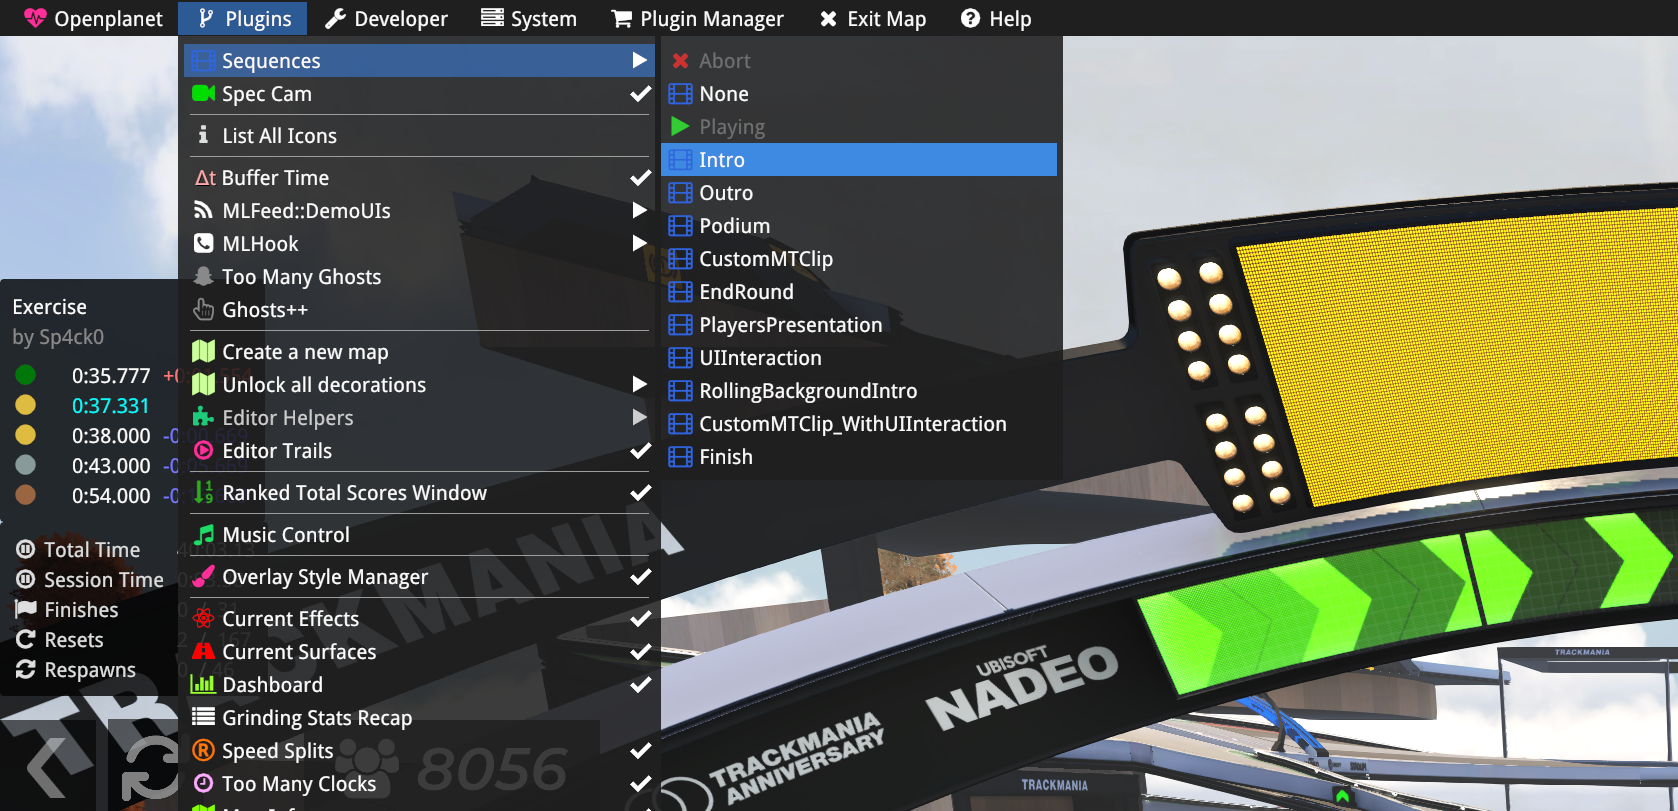 Openplanet Plugins Developer System Plugin Manager Exit Map Help
Sequences
Spec Cam
List All Icons
Δt Buffer Time
MLFeed::DemoUIs
MLHook
Too Many Ghosts
Ghosts++
Create a new map
Unlock all decorations
Editor Helpers
Editor Trails
Ranked Total Scores Window
Music Control
Overlay Style Manager
Current Effects
Current Surfaces
Dashboard
Grinding Stats Recap
Speed Splits
Too Many Clocks
Abort
None
Playing
Intro
Outro
Podium
CustomMTClip
EndRound
PlayersPresentation
UIInteraction
RollingBackgroundIntro
CustomMTClip_WithUIInteraction
Finish
Exercise
by Sp4ck0
0:35.777
0:37.331
0:38.000
0:43.000
0:54.000
Total Time
Session Time
Finishes
Resets
Respawns
8056
TRACKMANIA
UBISOFT
NADEO
TRACKMANIA
ANNIVERSARY
TRACKMANIA
TRACKMANIA